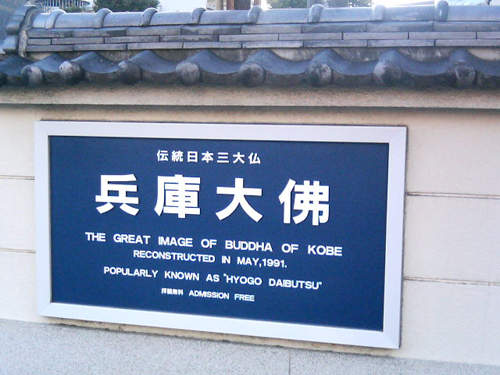 伝統日本三大仏
兵庫大佛
THE GREAT IMAGE OF BUDDHA OF KOBE
RECONSTRUCTED IN MAY,1991.
POPULARLY KNOWN AS "HYOGO DAIBUTSU"
拝観無料 ADMISSION FREE